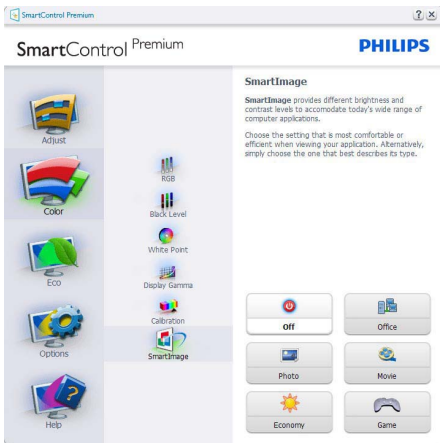 SmartControl Premium
SmartControl Premium
PHILIPS
Adjust
Color
Eco
Options
Help
RGB
Black Level
White Point
Display Gamma
Calibration
SmartImage
SmartImage
SmartImage provides different brightness and
contrast levels to accomodate today's wide range of
computer applications.
Choose the setting that is most comfortable or
efficient when viewing your application. Alternatively,
simply choose the one that best describes its type.
Off
Office
Photo
Movie
Economy
Game